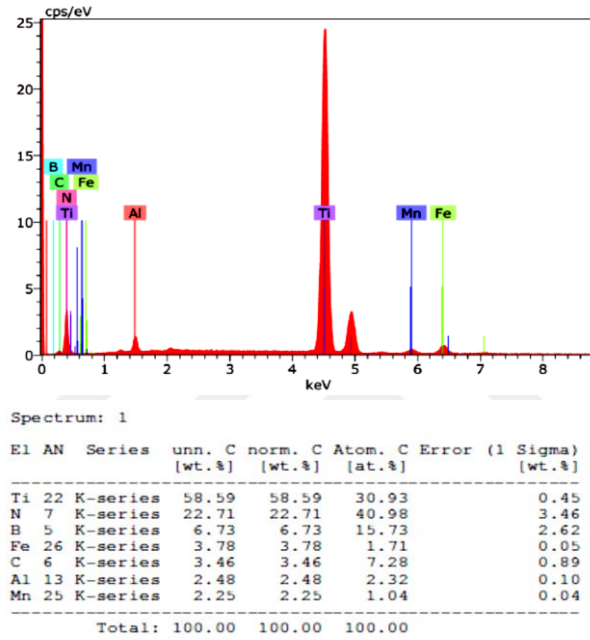 cps/eV
25
20
15
B Mn
C Fe
N
10
Ti Al Ti Mn Fe
5
0
0 1 2 3 4 5 6 7 8
keV
Spectrum: 1
El AN Series unn. C norm. C Atom. C Error (1 Sigma)
[wt.%] [wt.%] [at.%] [wt.%]
Ti 22 K-series 58.59 58.59 30.93 0.45
N 7 K-series 22.71 22.71 40.98 3.46
B 5 K-series 6.73 6.73 15.73 2.62
Fe 26 K-series 3.78 3.78 1.71 0.05
C 6 K-series 3.46 3.46 7.28 0.89
Al 13 K-series 2.48 2.48 2.32 0.10
Mn 25 K-series 2.25 2.25 1.04 0.04
Total: 100.00 100.00 100.00